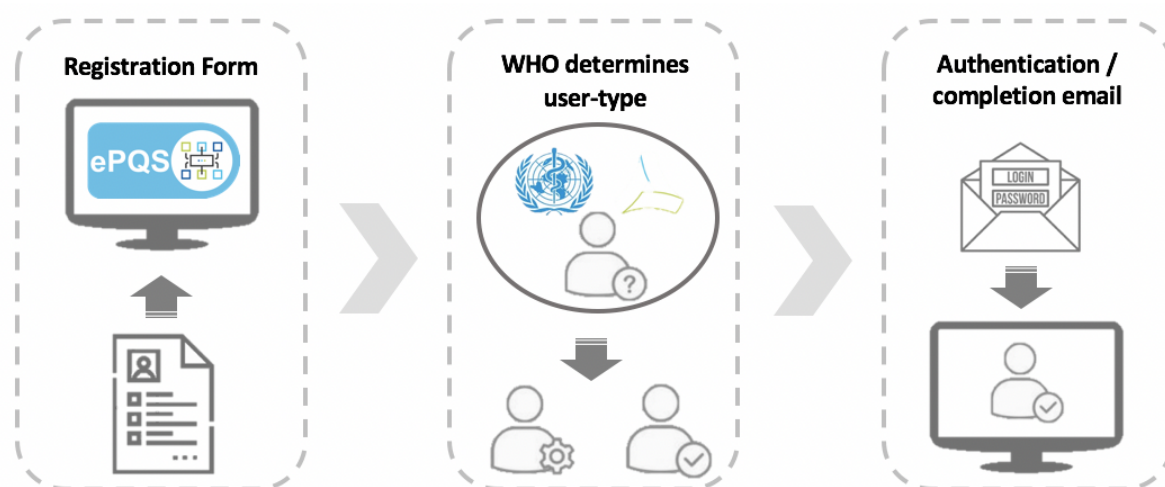 Registration Form
ePQS
WHO determines
user-type
?
Authentication /
completion email
LOGIN
PASSWORD